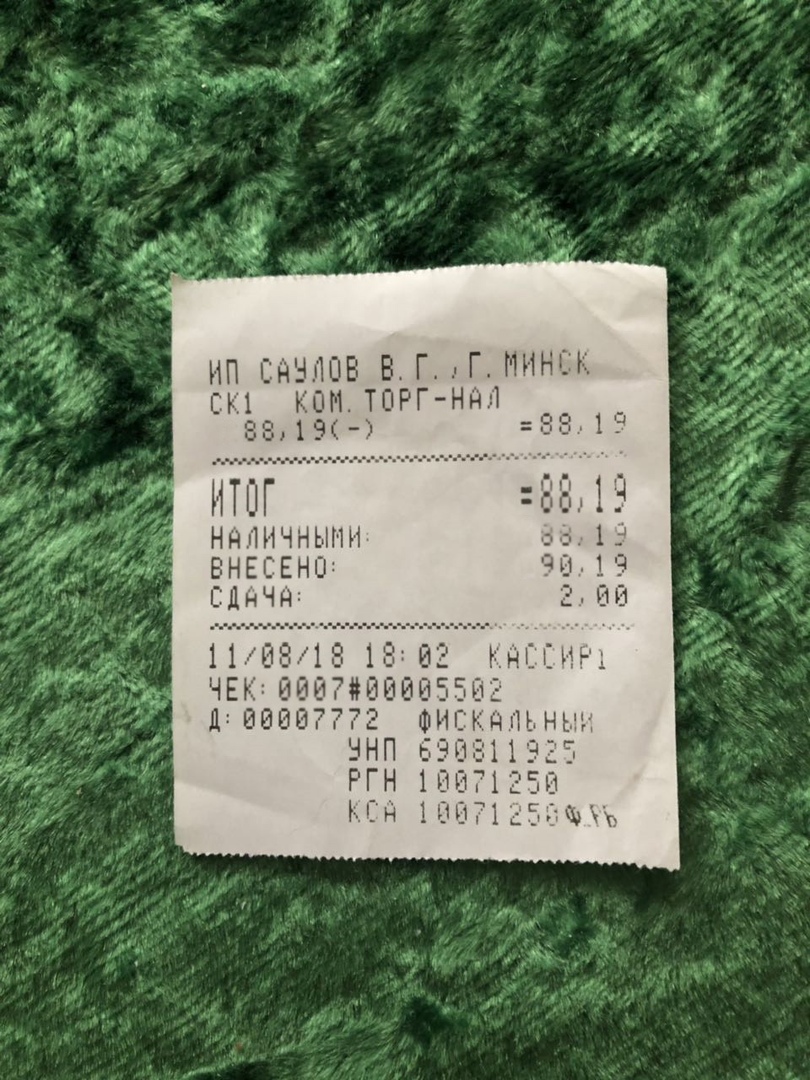 ИП САУЛОВ В.Г.,Г.МИНСК
СК1 КОМ.ТОРГ-НАЛ
88,19(-) =88,19
ИТОГ =88,19
НАЛИЧНЫМИ: 88,19
ВНЕСЕНО: 90,19
СДАЧА: 2,00
11/08/18 18:02 КАССИР1
ЧЕК: 0007#00005502
Д: 00007772 ФИСКАЛЬНЫЙ
УНП 690811925
РГН 10071250
КСА 10071250 Ф_РБ